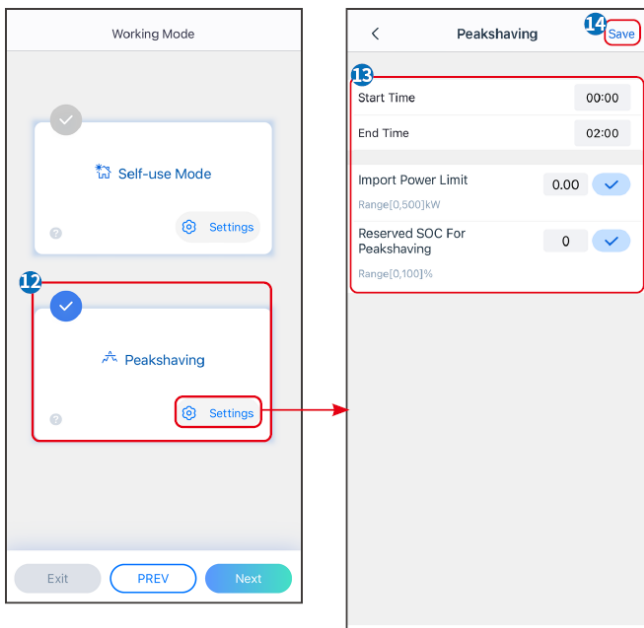 Working Mode
Self-use Mode
?
Settings
12
Peakshaving
?
Settings
Exit
PREV
Next
Peakshaving
14
Save
13
Start Time
00:00
End Time
02:00
Import Power Limit
0.00
Range[0,500]kW
Reserved SOC For
Peakshaving
0
Range[0,100]%